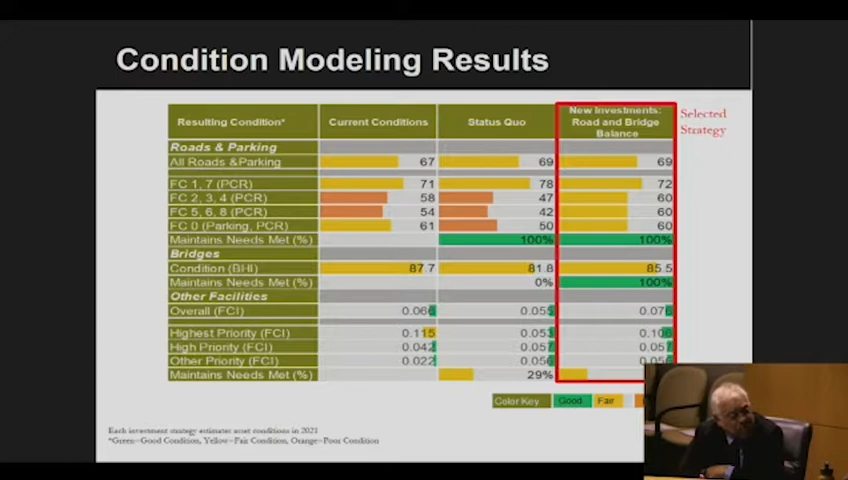 Condition Modeling Results
Resulting Condition* Current Conditions Status Quo New Investments: Road and Bridge Balance
Selected Strategy
Roads & Parking
All Roads &Parking 67 69 69
FC 1, 7 (PCR) 71 78 72
FC 2, 3, 4 (PCR) 58 47 60
FC 5, 6, 8 (PCR) 54 42 60
FC 0 (Parking, PCR) 61 50 60
Maintains Needs Met (%) 100% 100%
Bridges
Condition (BHI) 87.7 81.8 85.5
Maintains Needs Met (%) 0% 100%
Other Facilities
Overall (FCI) 0.066 0.055 0.076
Highest Priority (FCI) 0.115 0.053 0.106
High Priority (FCI) 0.042 0.057 0.057
Other Priority (FCI) 0.022 0.056 0.056
Maintains Needs Met (%) 29%
Color Key Good Fair
Each investment strategy estimates asset conditions in 2021
*Green=Good Condition, Yellow=Fair Condition, Orange=Poor Condition